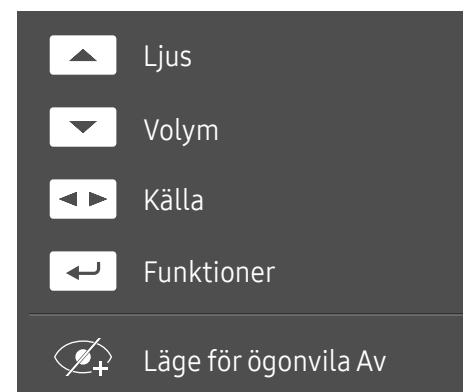 Ljus
Volym
Källa
Funktioner
Läge för ögonvila Av